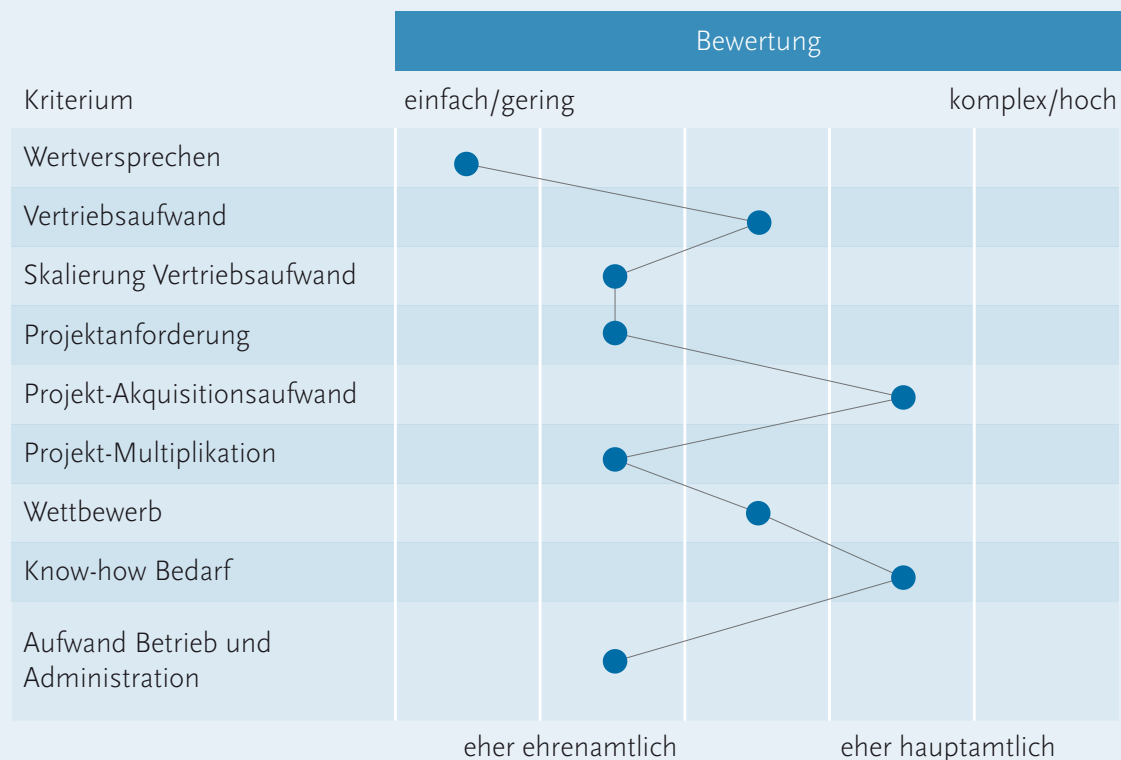 Bewertung
Kriterium einfach/gering komplex/hoch
Wertversprechen
Vertriebsaufwand
Skalierung Vertriebsaufwand
Projektanforderung
Projekt-Akquisitionsaufwand
Projekt-Multiplikation
Wettbewerb
Know-how Bedarf
Aufwand Betrieb und
Administration
eher ehrenamtlich eher hauptamtlich